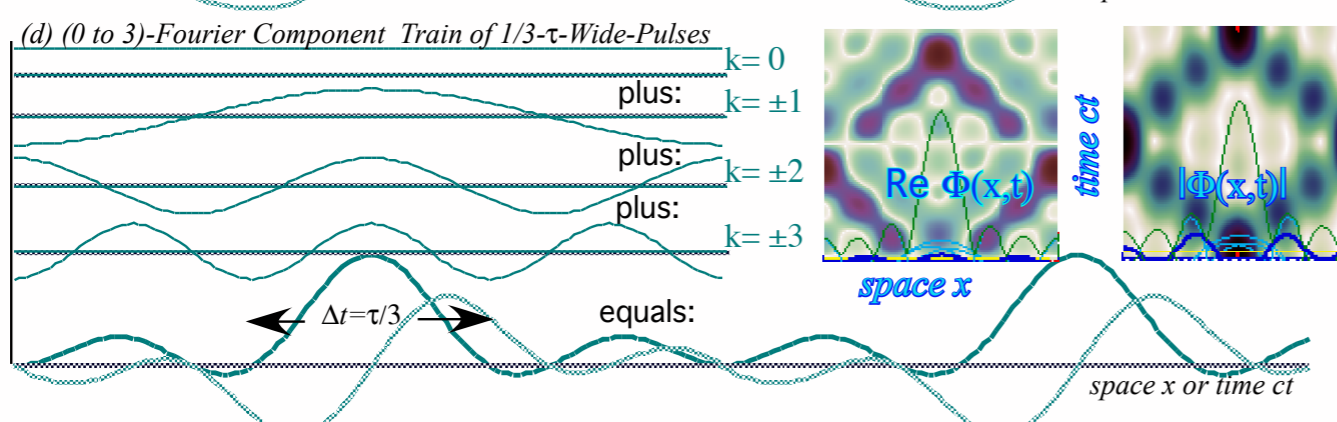 (d) (0 to 3)-Fourier Component Train of 1/3-τ-Wide-Pulses
k= 0
plus:
k= ±1
plus:
k= ±2
plus:
k= ±3
Δt=τ/3
equals:
Re Φ(x,t)
space x
time ct
|Φ(x,t)|
space x or time ct